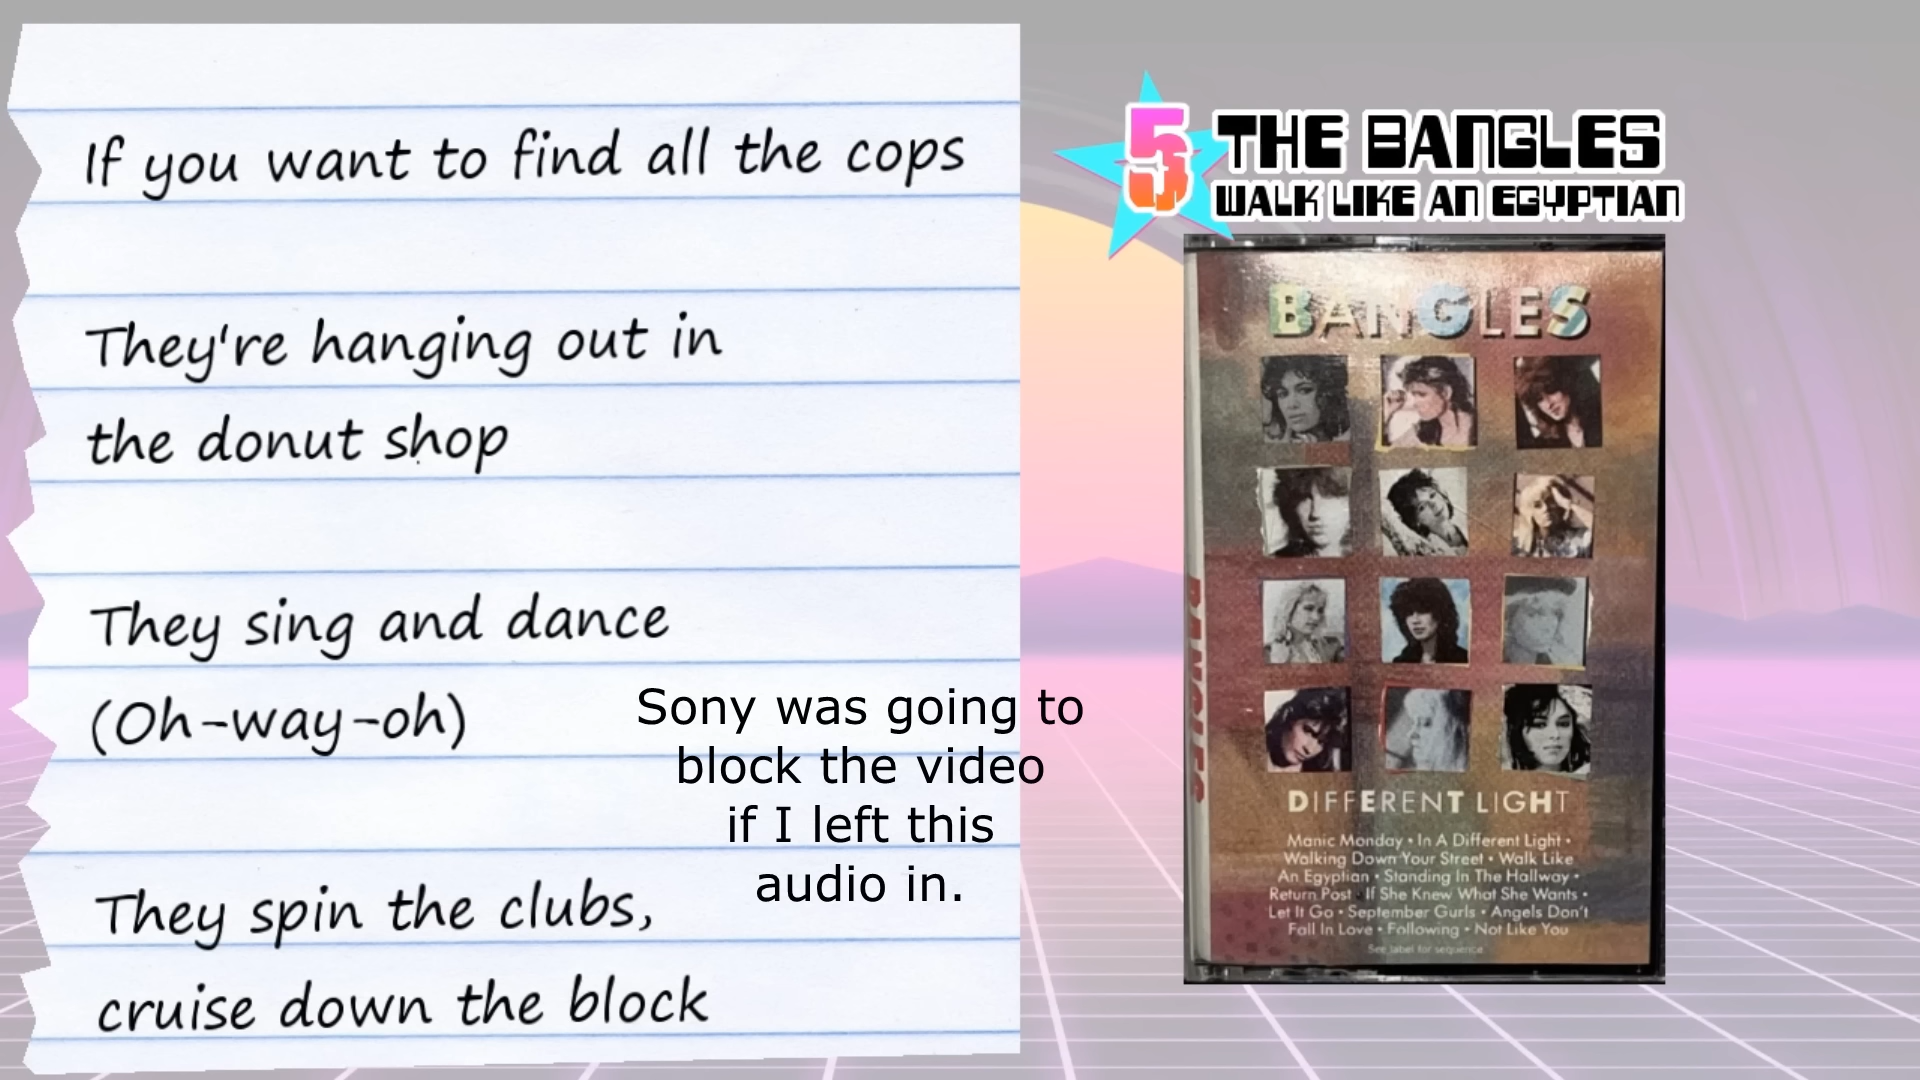 If you want to find all the cops
They're hanging out in
the donut shop
They sing and dance
(Oh-way-oh)
They spin the clubs,
cruise down the block
Sony was going to
block the video
if I left this
audio in.
5 THE BANGLES
WALK LIKE AN EGYPTIAN
BANGLES
BANGLES
DIFFERENT LIGHT
Manic Monday • In A Different Light •
Walking Down Your Street • Walk Like
An Egyptian • Standing In The Hallway •
Return Post • If She Knew What She Wants •
Let It Go • September Gurls • Angels Don't
Fall In Love • Following • Not Like You
See label for sequence